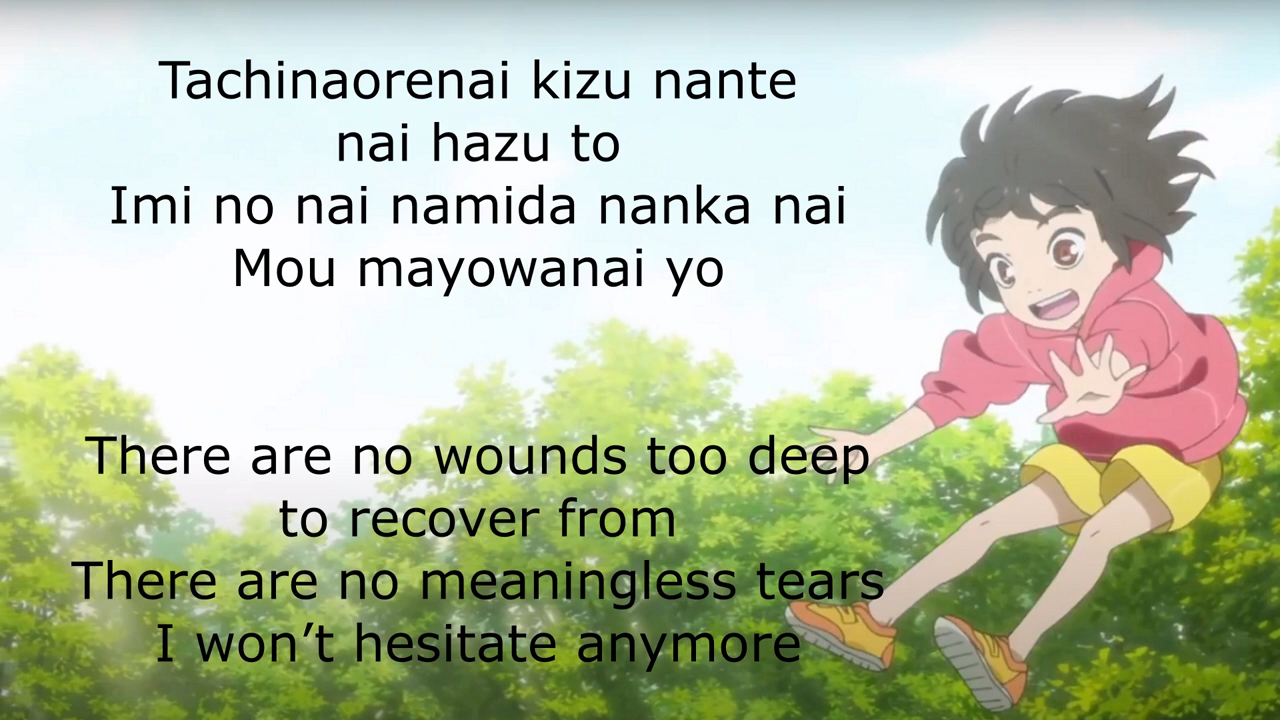 Tachinaorenai kizu nante
nai hazu to
Imi no nai namida nanka nai
Mou mayowanai yo
There are no wounds too deep
to recover from
There are no meaningless tears
I won’t hesitate anymore